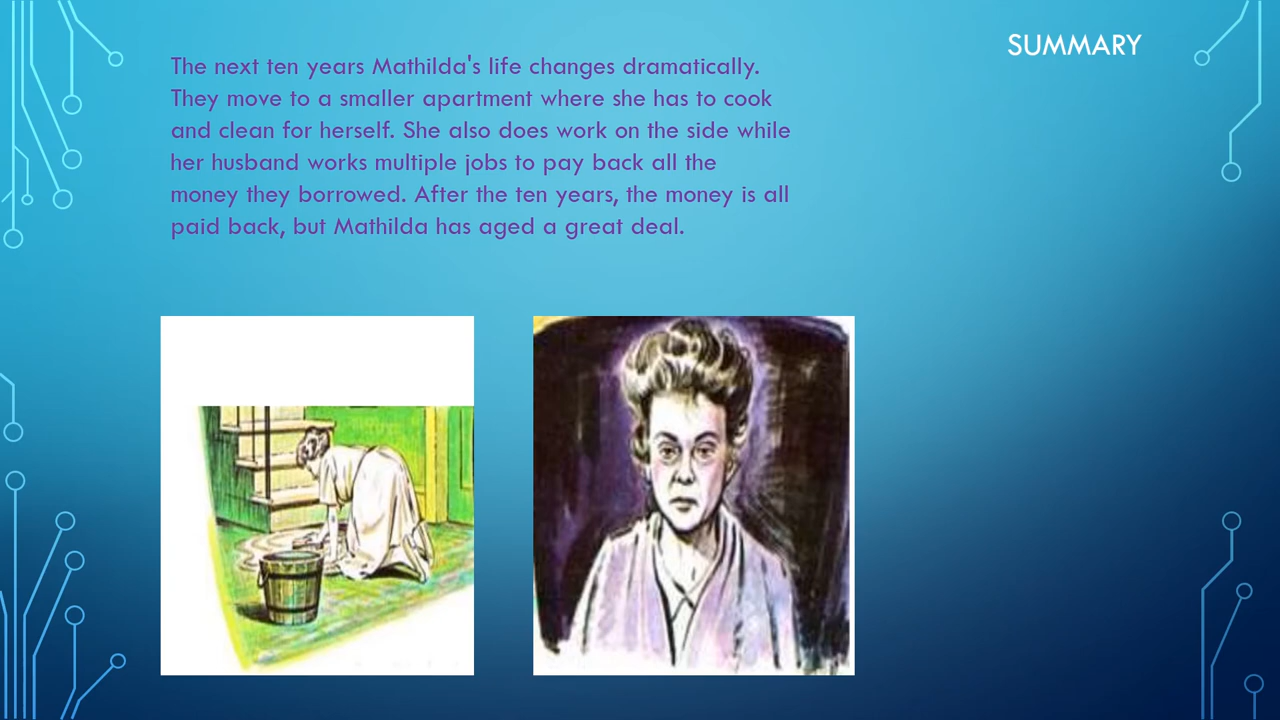 SUMMARY
The next ten years Mathilda's life changes dramatically.
They move to a smaller apartment where she has to cook
and clean for herself. She also does work on the side while
her husband works multiple jobs to pay back all the
money they borrowed. After the ten years, the money is all
paid back, but Mathilda has aged a great deal.